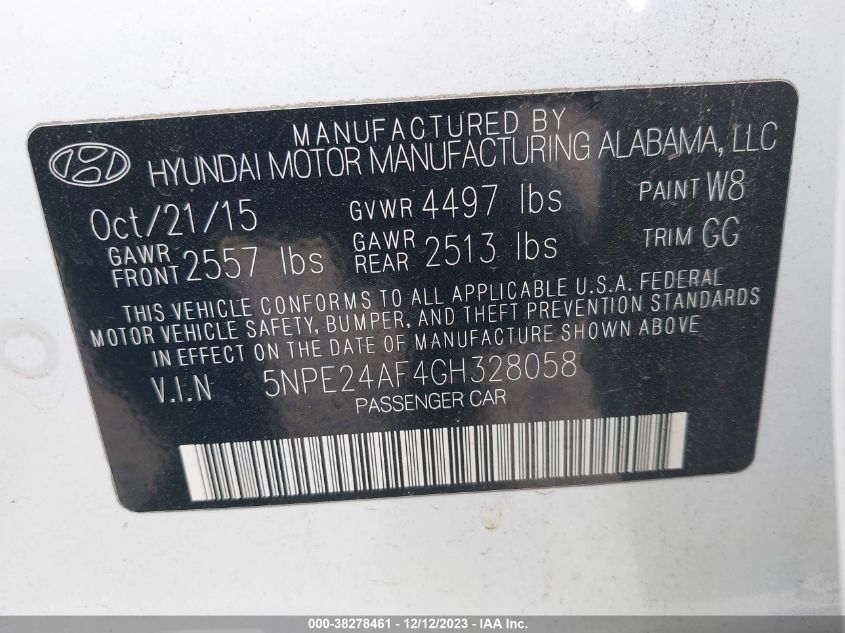 MANUFACTURED BY
HYUNDAI MOTOR MANUFACTURING ALABAMA, LLC
Oct/21/15 GVWR 4497 lbs PAINT W8
GAWR FRONT 2557 lbs GAWR REAR 2513 lbs TRIM GG
THIS VEHICLE CONFORMS TO ALL APPLICABLE U.S.A. FEDERAL
MOTOR VEHICLE SAFETY, BUMPER, AND THEFT PREVENTION STANDARDS
IN EFFECT ON THE DATE OF MANUFACTURE SHOWN ABOVE
V.I.N 5NPE24AF4GH328058
PASSENGER CAR
000-38278461 - 12/12/2023 - IAA Inc.